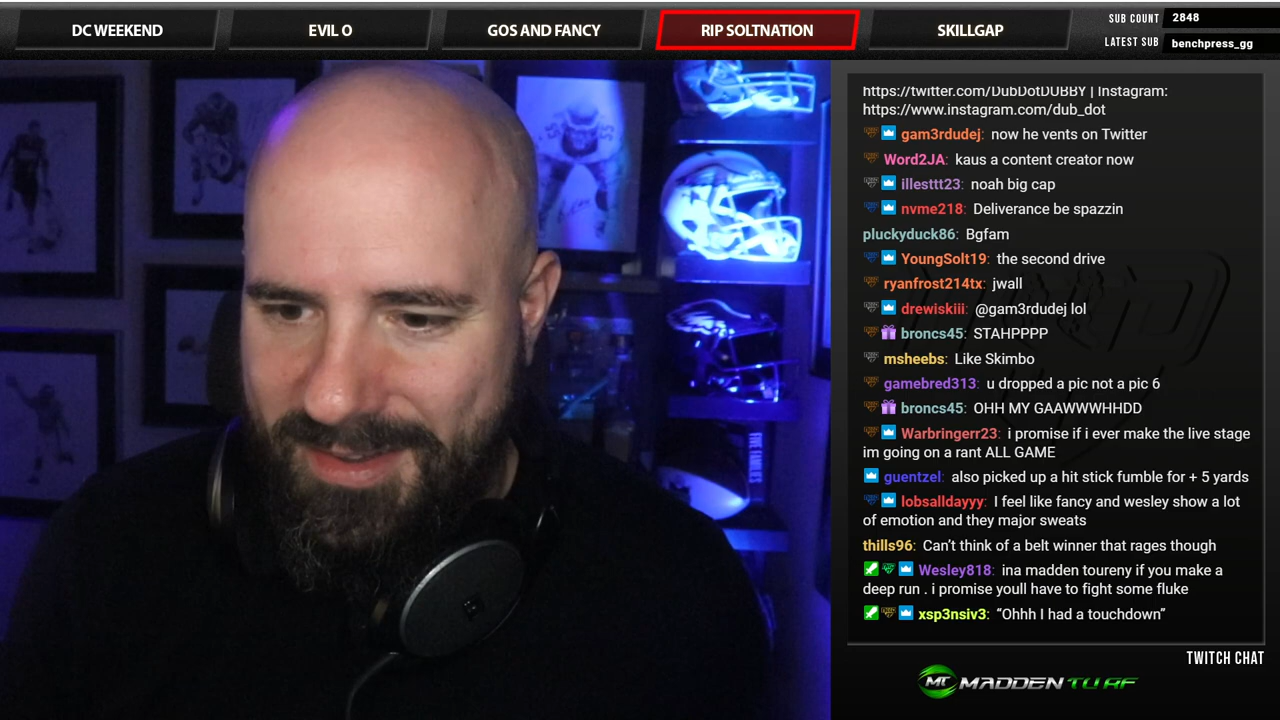 DC WEEKEND
EVIL O
GOS AND FANCY
RIP SOLTNATION
SKILLGAP
SUB COUNT 2848
LATEST SUB benchpress_gg
https://twitter.com/DubDotDUBBY | Instagram:
https://www.instagram.com/dub_dot
gam3rdudej: now he vents on Twitter
Word2JA: kaus a content creator now
illesttt23: noah big cap
nvme218: Deliverance be spazzin
pluckyduck86: Bgfam
YoungSolt19: the second drive
ryanfrost214tx: jwall
drewiskiii: @gam3rdudej lol
broncs45: STAHPPPP
msheebs: Like Skimbo
gamebred313: u dropped a pic not a pic 6
broncs45: OHH MY GAAWWWHHDD
Warbringerr23: i promise if i ever make the live stage
im going on a rant ALL GAME
guentzel: also picked up a hit stick fumble for + 5 yards
lobsalldayyy: I feel like fancy and wesley show a lot
of emotion and they major sweats
thills96: Can't think of a belt winner that rages though
Wesley818: ina madden toureny if you make a
deep run . i promise youll have to fight some fluke
xsp3nsiv3: “Ohhh I had a touchdown”
TWITCH CHAT
MT MADDEN TURF
FIVE FAMILIES